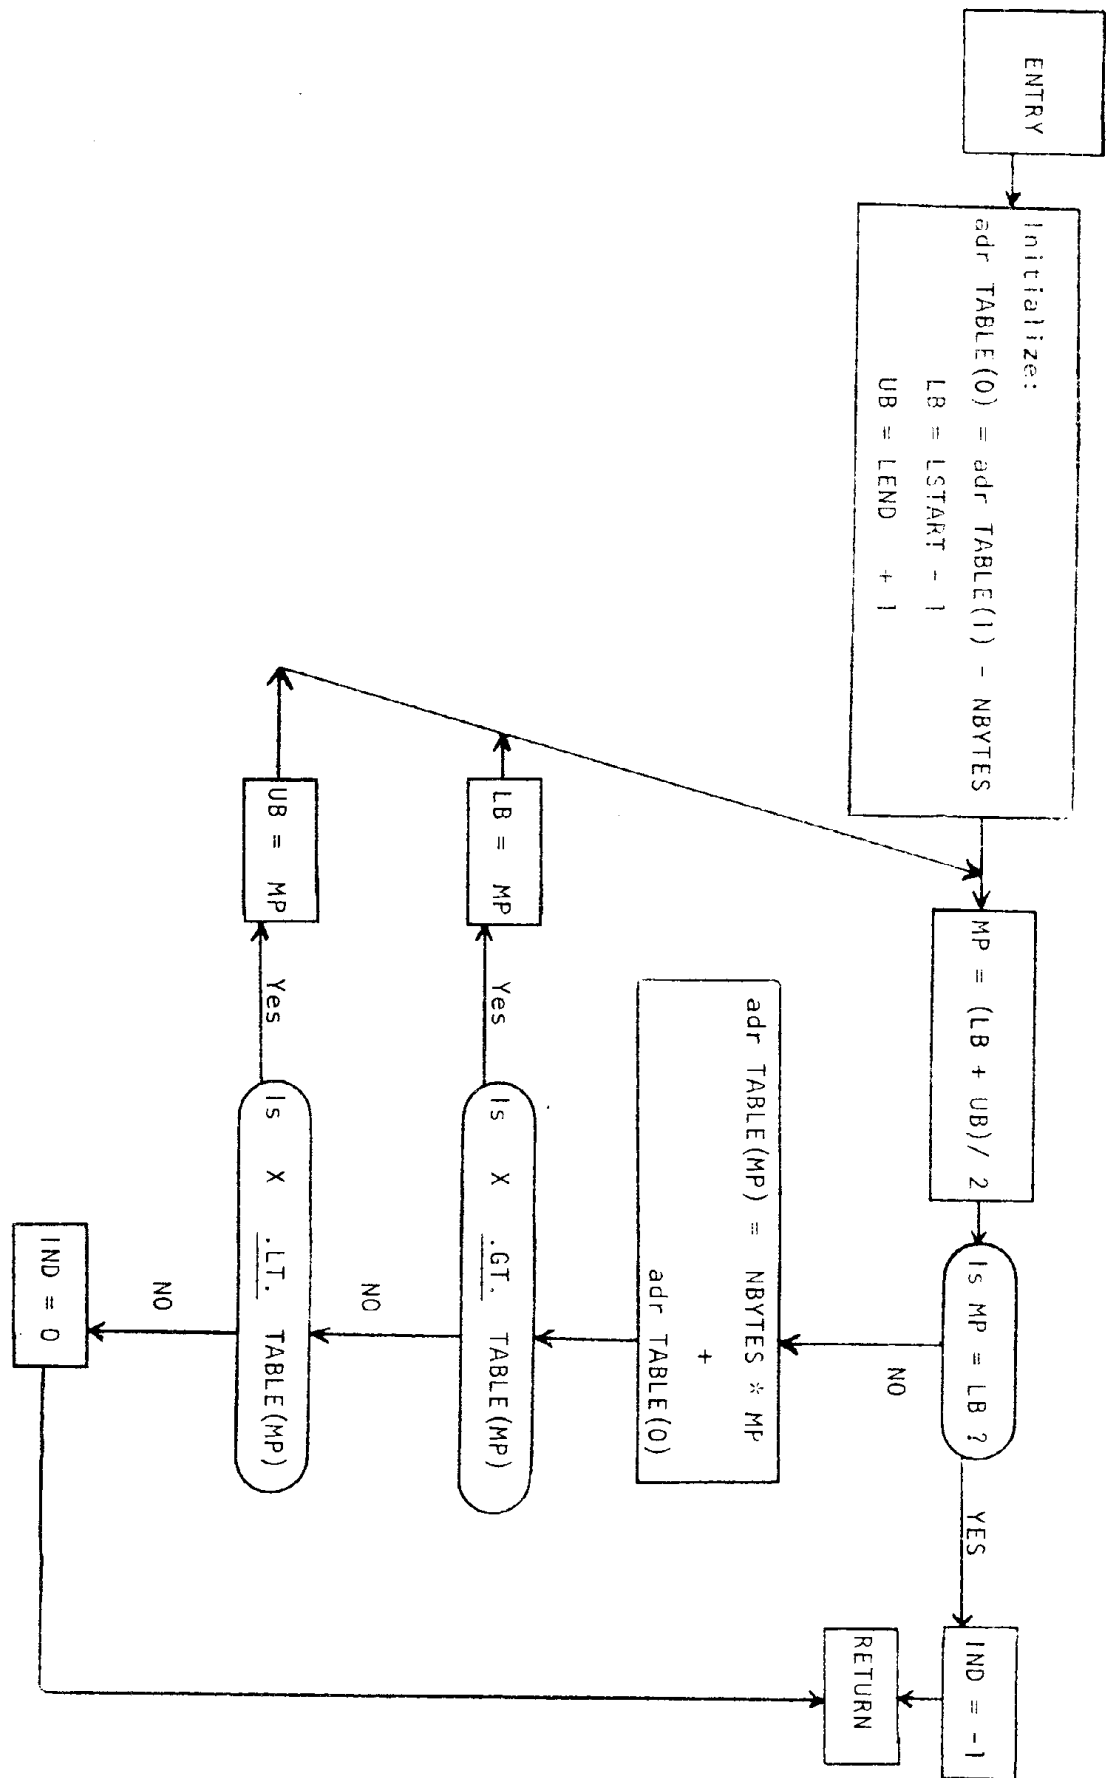 ENTRY
Initialize:
adr TABLE(0) = adr TABLE(1) - NBYTES
LB = LSTART - 1
UB = LEND + 1
MP = (LB + UB)/ 2
Is MP = LB ?
YES
IND = -1
RETURN
NO
adr TABLE(MP) = NBYTES * MP
+
adr TABLE(0)
Is X .GT. TABLE(MP)
Yes
LB = MP
NO
Is X .LT. TABLE(MP)
Yes
UB = MP
NO
IND = 0